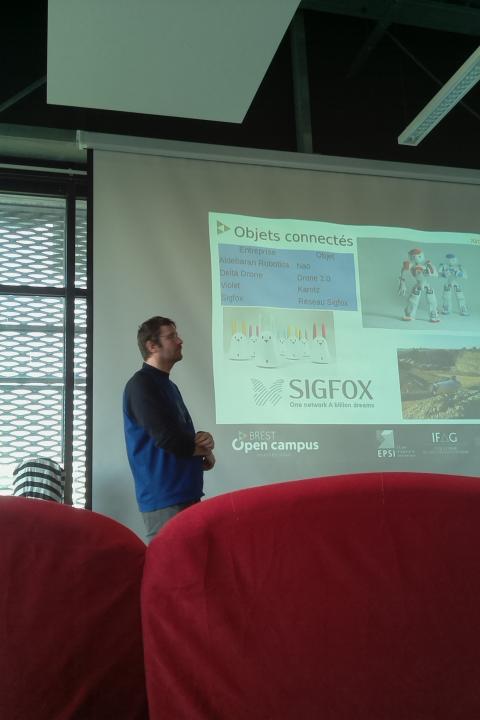 Objets connectés
Entreprise Objet
Aldebaran Robotics Nao
Delta Drone Drone 2.0
Violet Karotz
Sigfox Réseau Sigfox
SIGFOX
One network A billion dreams
BREST
Open campus
EPSI
IFAG